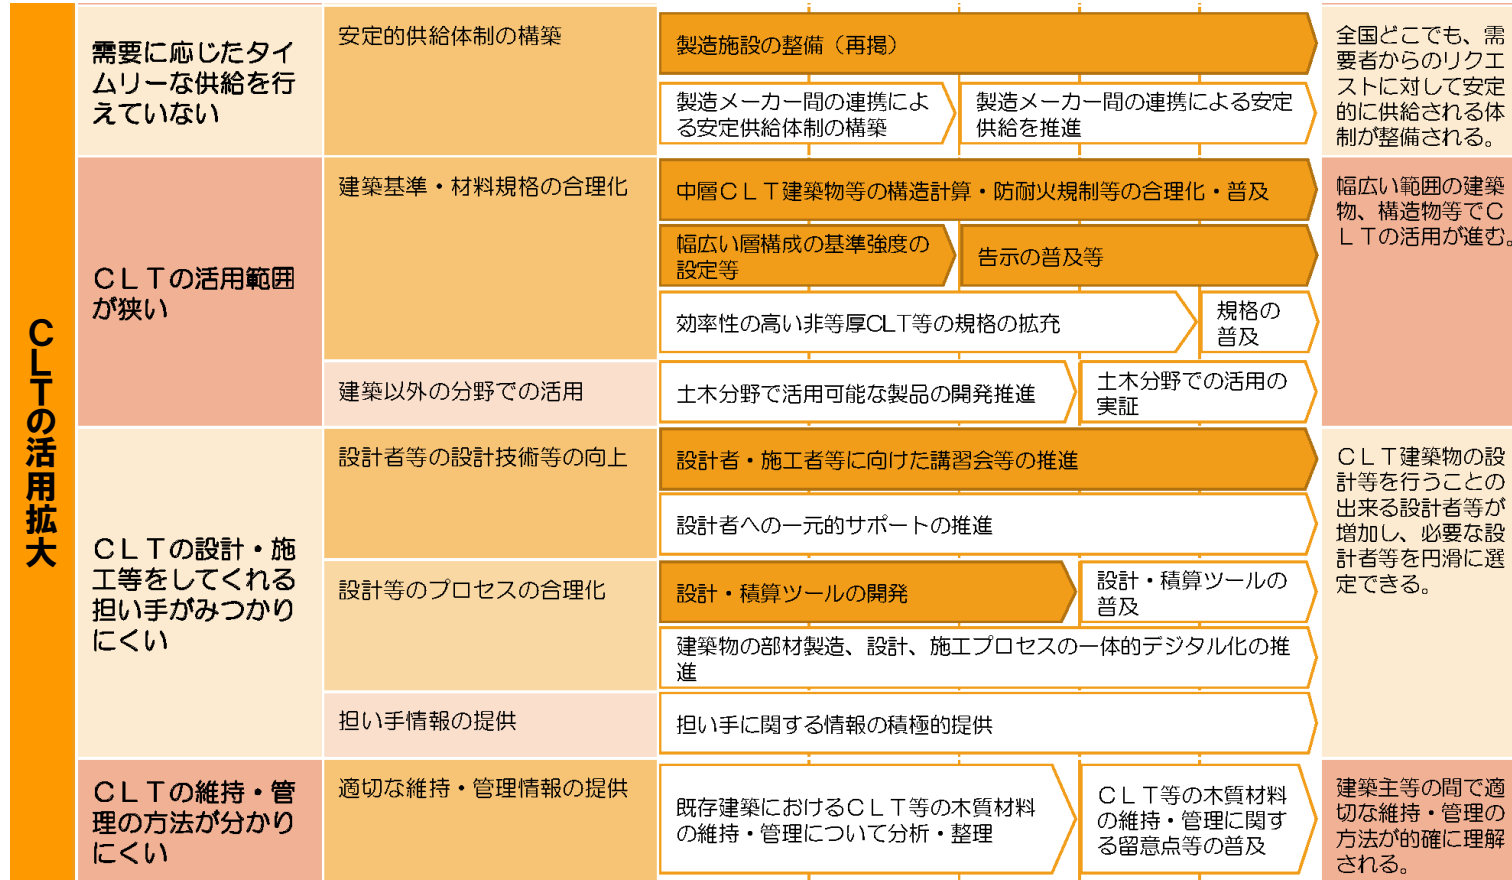 CLTの活用拡大
需要に応じたタイ
ムリーな供給を行
えていない
安定的供給体制の構築
製造施設の整備（再掲）
製造メーカー間の連携によ
る安定供給体制の構築
製造メーカー間の連携による安定
供給を推進
全国どこでも、需
要者からのリクエ
ストに対して安定
的に供給される体
制が整備される。
ＣＬＴの活用範囲
が狭い
建築基準・材料規格の合理化
中層ＣＬＴ建築物等の構造計算・防耐火規制等の合理化・普及
幅広い層構成の基準強度の
設定等
告示の普及等
効率性の高い非等厚CLT等の規格の拡充
規格の
普及
建築以外の分野での活用
土木分野で活用可能な製品の開発推進
土木分野での活用の
実証
幅広い範囲の建築
物、構造物等でＣ
ＬＴの活用が進む。
ＣＬＴの設計・施
工等をしてくれる
担い手がみつかり
にくい
設計者等の設計技術等の向上
設計者・施工者等に向けた講習会等の推進
設計者への一元的サポートの推進
設計等のプロセスの合理化
設計・積算ツールの開発
設計・積算ツールの
普及
建築物の部材製造、設計、施工プロセスの一体的デジタル化の推
進
担い手情報の提供
担い手に関する情報の積極的提供
ＣＬＴ建築物の設
計等を行うことの
出来る設計者等が
増加し、必要な設
計者等を円滑に選
定できる。
ＣＬＴの維持・管
理の方法が分かり
にくい
適切な維持・管理情報の提供
既存建築におけるＣＬＴ等の木質材料
の維持・管理について分析・整理
ＣＬＴ等の木質材料
の維持・管理に関す
る留意点等の普及
建築主等の間で適
切な維持・管理の
方法が的確に理解
される。